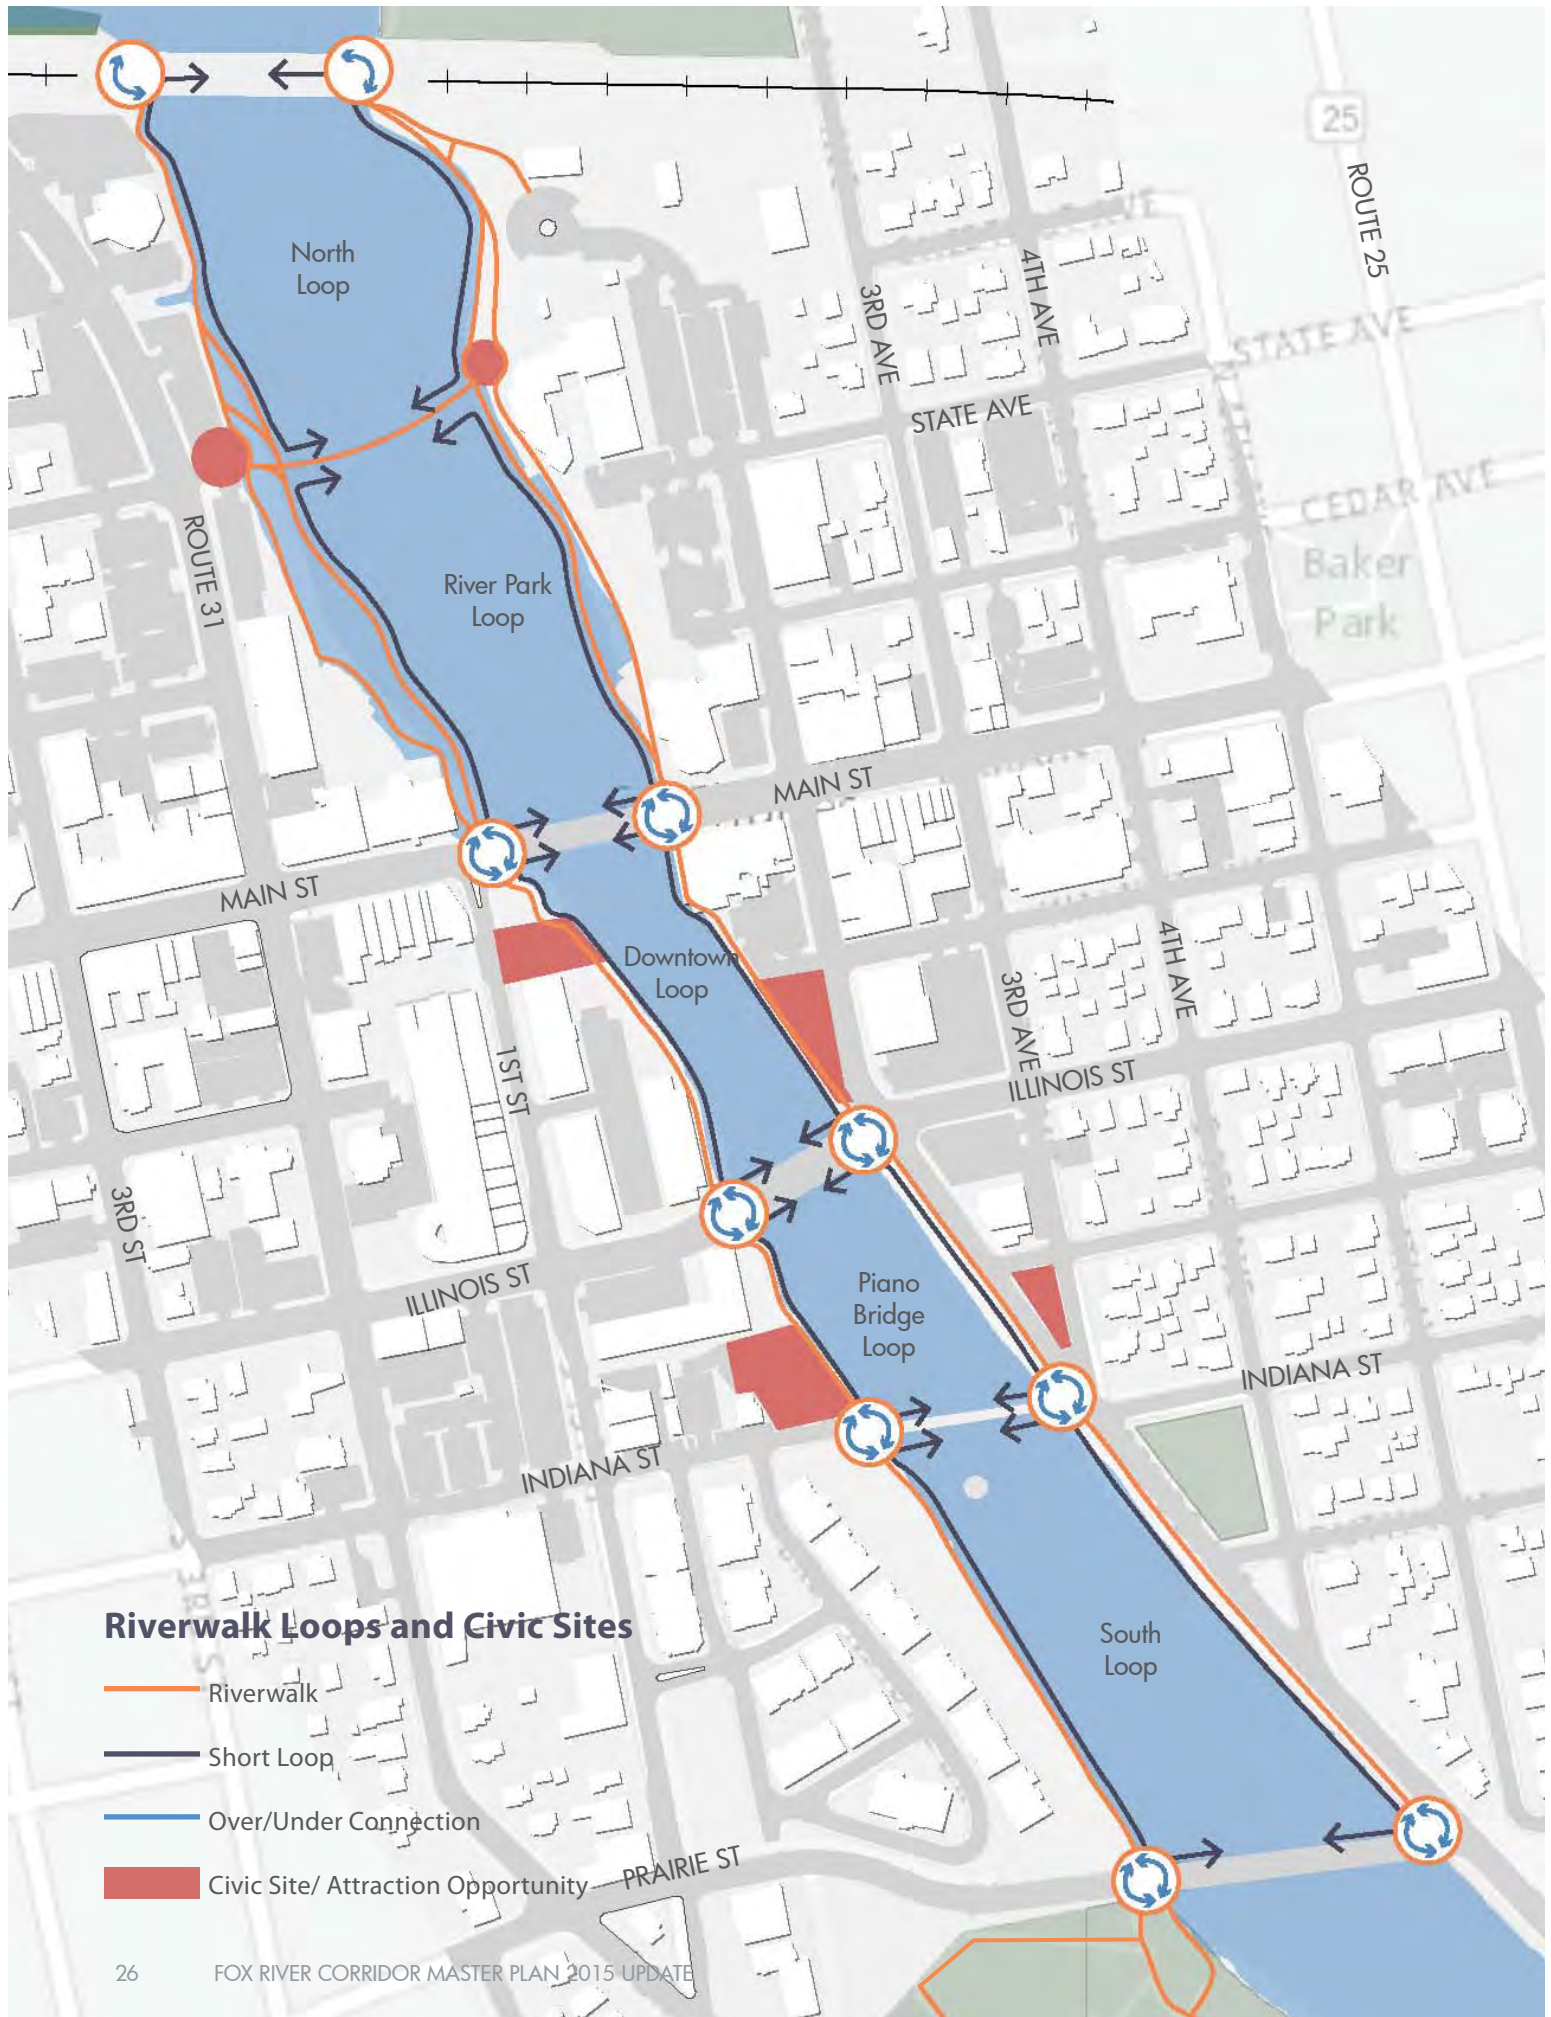 25
ROUTE 25
North
Loop
4TH AVE
3RD AVE
STATE AVE
STATE AVE
CEDAR AVE
Baker
Park
ROUTE 31
River Park
Loop
MAIN ST
MAIN ST
Downtown
Loop
4TH AVE
3RD AVE
ILLINOIS ST
1ST ST
3RD ST
ILLINOIS ST
Piano
Bridge
Loop
INDIANA ST
INDIANA ST
South
Loop
Riverwalk Loops and Civic Sites
Riverwalk
Short Loop
Over/Under Connection
Civic Site/ Attraction Opportunity
PRAIRIE ST
26
FOX RIVER CORRIDOR MASTER PLAN 2015 UPDATE